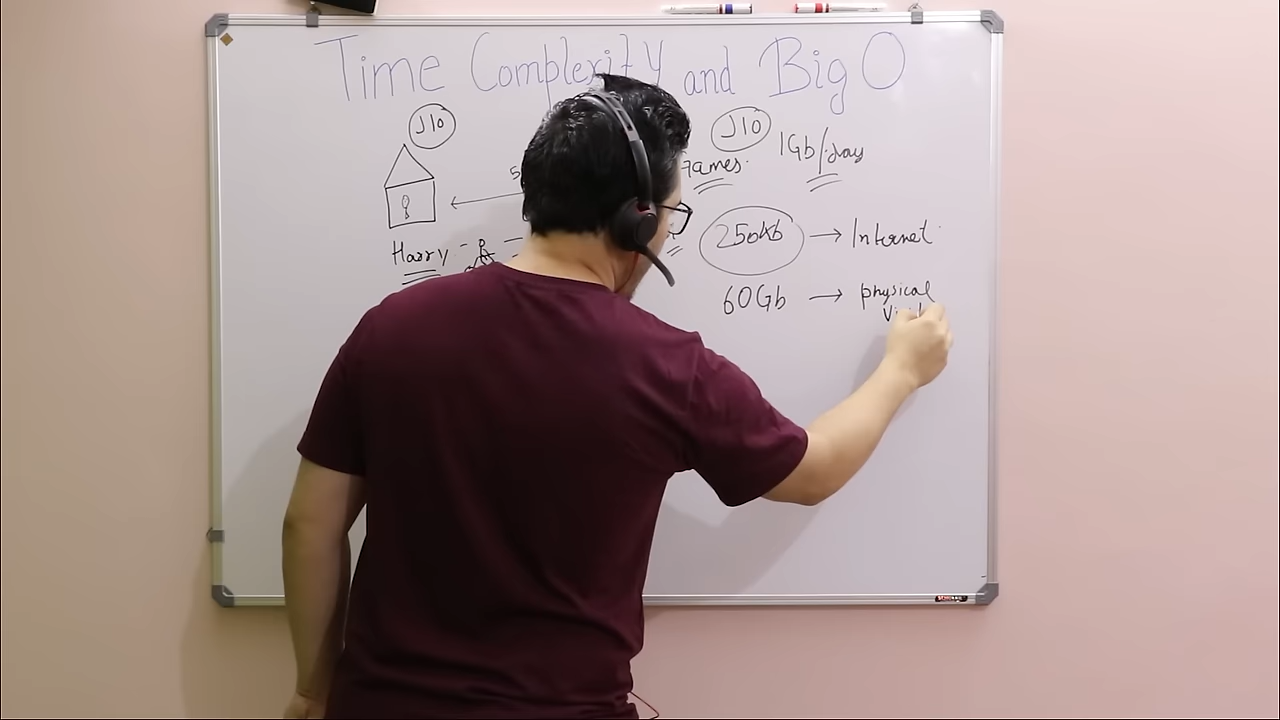 Time Complexity and Big O
J10
J10
games.
1Gb/day
250kb → Internet.
Harry
60Gb → physical